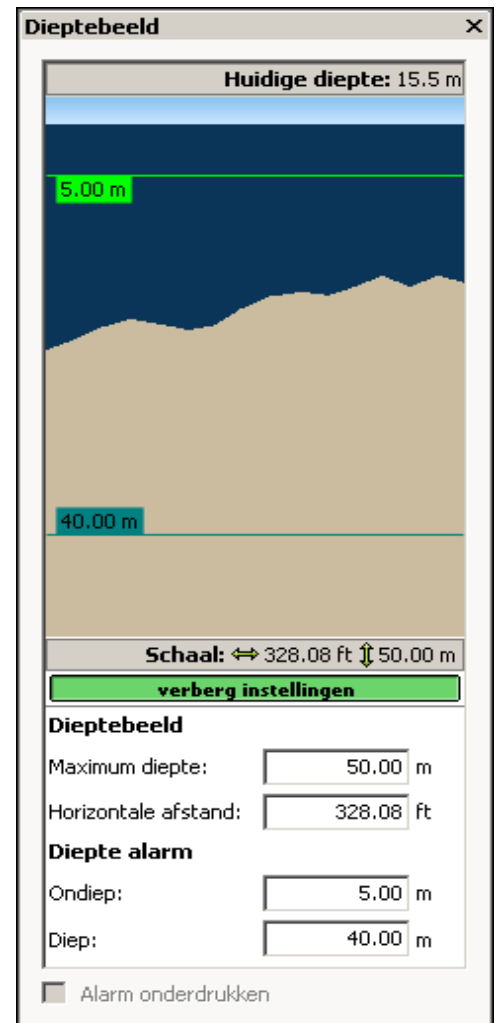 Dieptebeeld
Huidige diepte: 15.5 m
5.00 m
40.00 m
Schaal: 328.08 ft 50.00 m
verberg instellingen
Dieptebeeld
Maximum diepte: 50.00 m
Horizontale afstand: 328.08 ft
Diepte alarm
Ondiep: 5.00 m
Diep: 40.00 m
Alarm onderdrukken